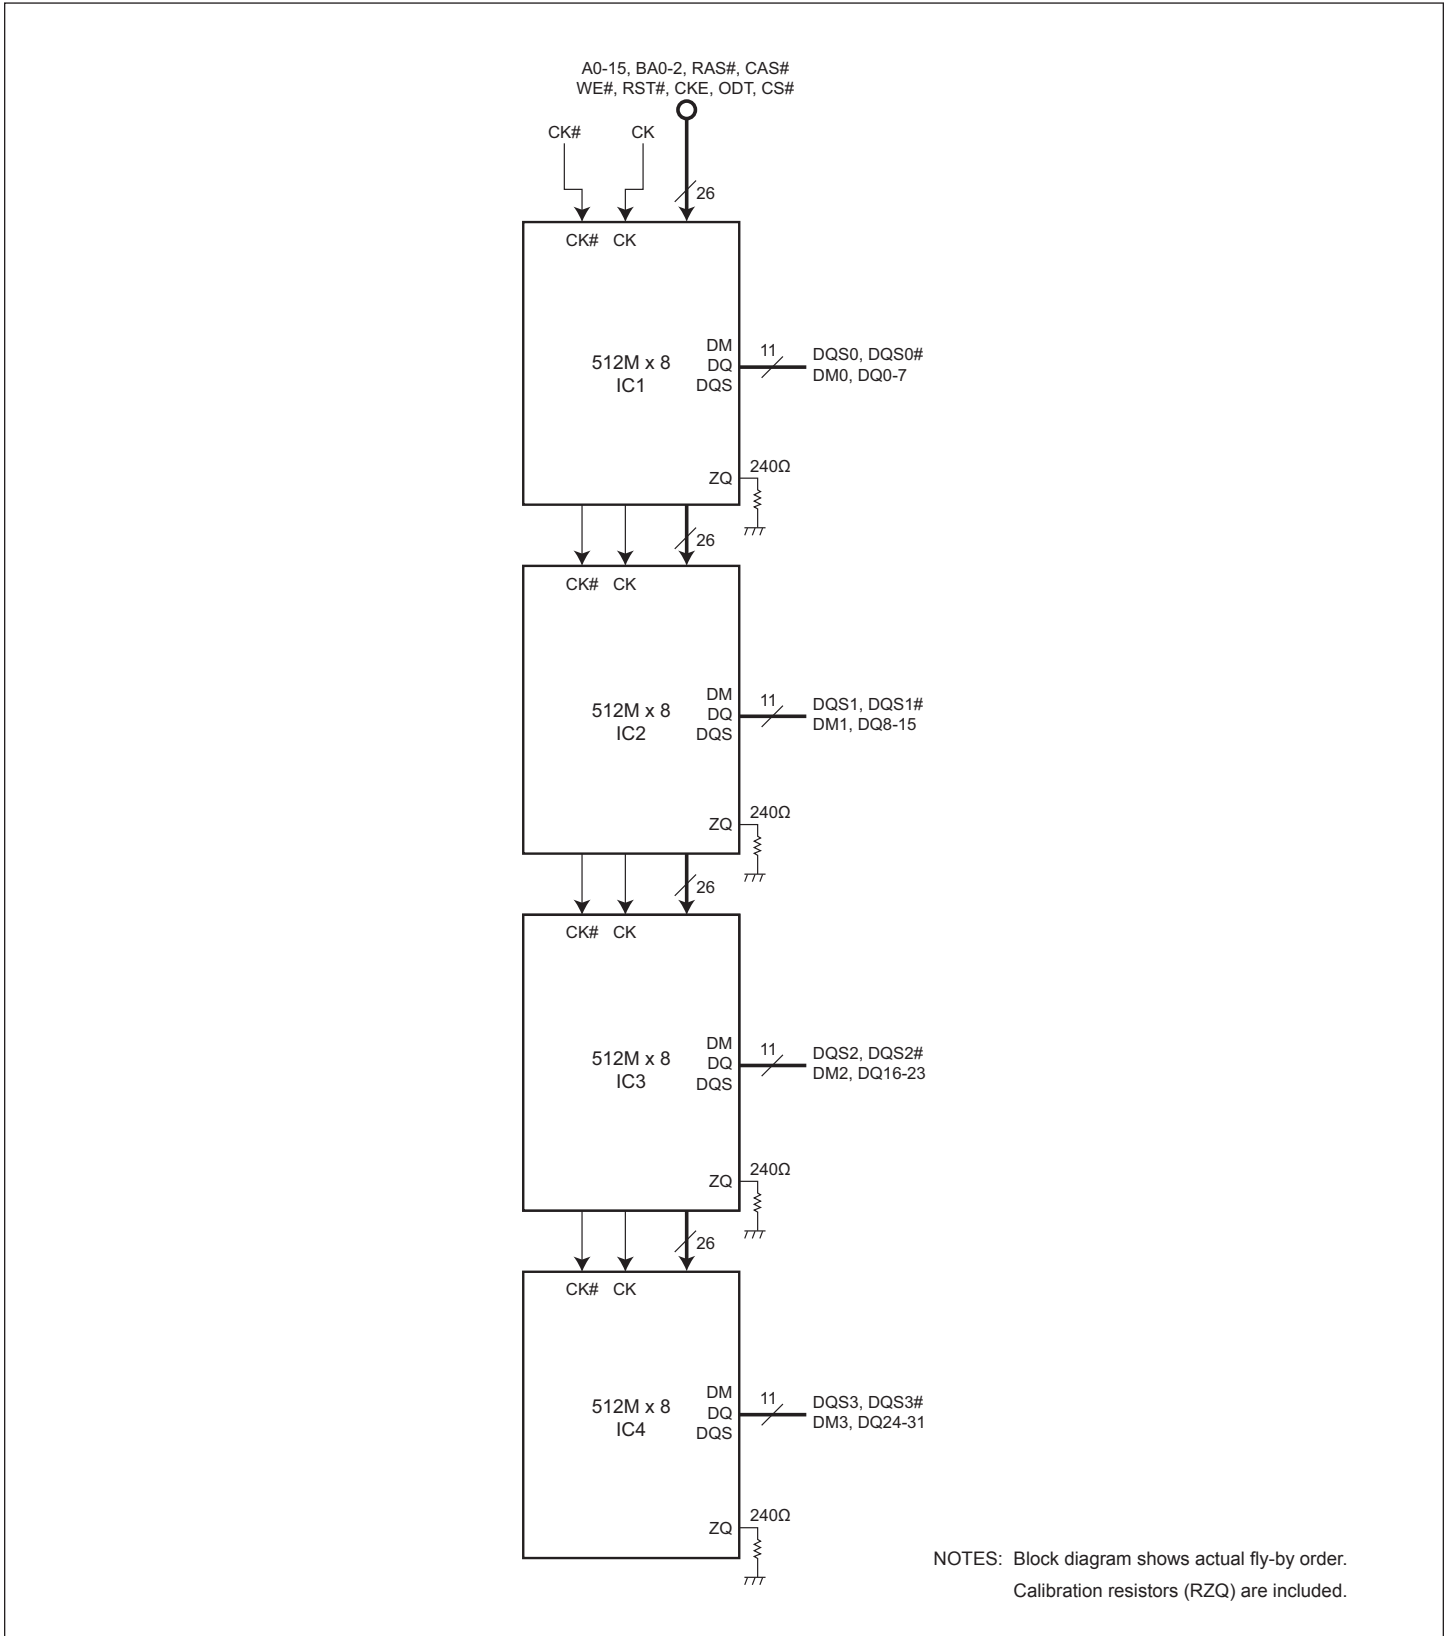 A0-15, BA0-2, RAS#, CAS#
WE#, RST#, CKE, ODT, CS#
CK#
CK
26
CK#
CK
512M x 8
IC1
DM
DQ
DQS
11
DQS0, DQS0#
DM0, DQ0-7
ZQ
240Ω
26
CK#
CK
512M x 8
IC2
DM
DQ
DQS
11
DQS1, DQS1#
DM1, DQ8-15
ZQ
240Ω
26
CK#
CK
512M x 8
IC3
DM
DQ
DQS
11
DQS2, DQS2#
DM2, DQ16-23
ZQ
240Ω
26
CK#
CK
512M x 8
IC4
DM
DQ
DQS
11
DQS3, DQS3#
DM3, DQ24-31
ZQ
240Ω
NOTES: Block diagram shows actual fly-by order.
Calibration resistors (RZQ) are included.